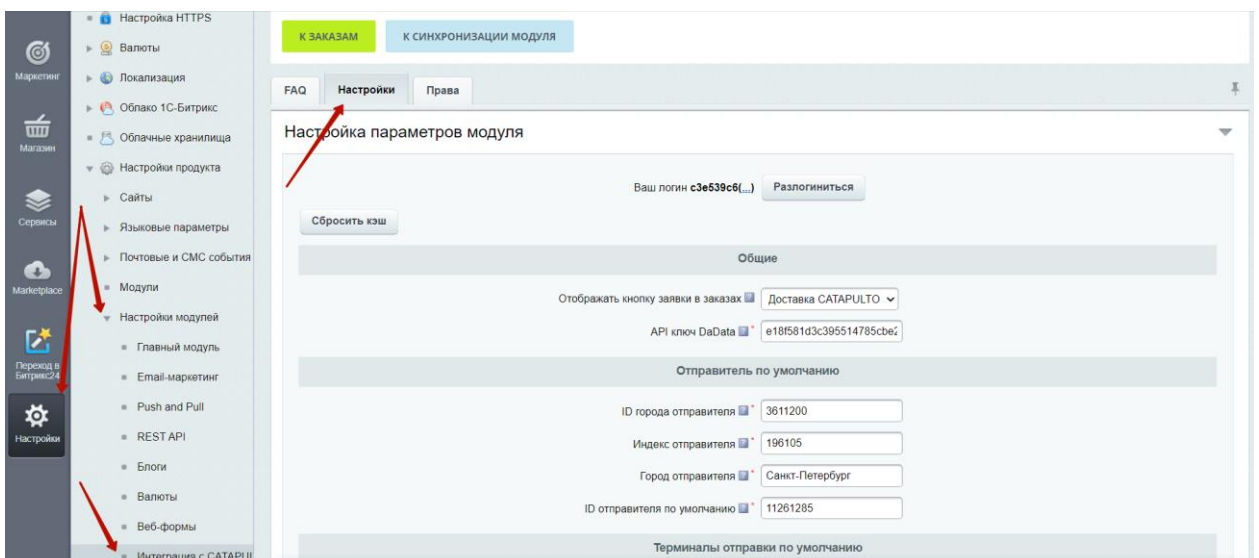 Маркетинг
Магазин
Сервисы
Marketplace
Переход в
Битрикс24
Настройки
Настройка HTTPS
Валюты
Локализация
Облако 1С-Битрикс
Облачные хранилища
Настройки продукта
Сайты
Языковые параметры
Почтовые и СМС события
Модули
Настройки модулей
Главный модуль
Email-маркетинг
Push and Pull
REST API
Блоги
Валюты
Веб-формы
Интеграция с CATAPUL
К ЗАКАЗАМ К СИНХРОНИЗАЦИИ МОДУЛЯ
FAQ Настройки Права
Настройка параметров модуля
Ваш логин c3e539c6(...) Разлогиниться
Сбросить кэш
Общие
Отображать кнопку заявки в заказах Доставка CATAPULTO
API ключ DaData * e18f581d3c395514785cbe2
Отправитель по умолчанию
ID города отправителя * 3611200
Индекс отправителя * 196105
Город отправителя * Санкт-Петербург
ID отправителя по умолчанию * 11261285
Терминалы отправки по умолчанию